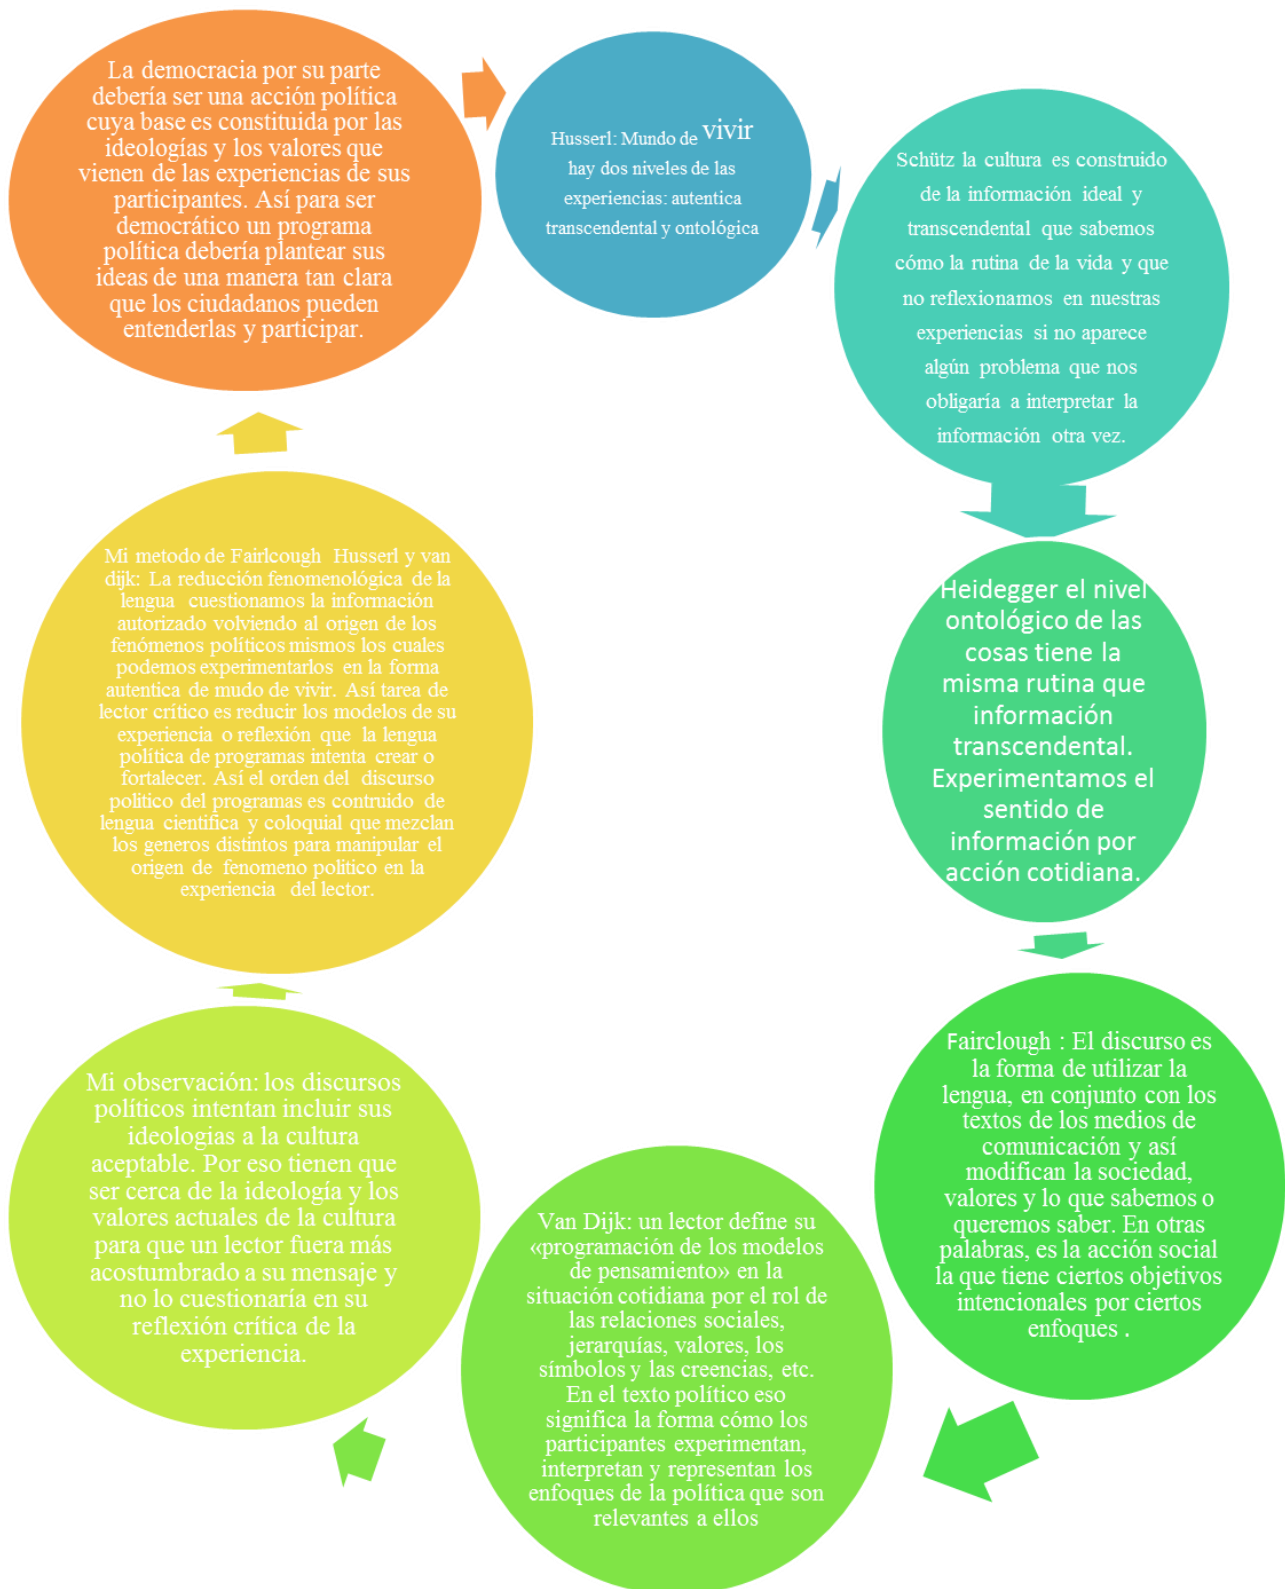 La democracia por su parte
debería ser una acción política
cuya base es constituida por las
ideologías y los valores que
vienen de las experiencias de sus
participantes. Así para ser
democrático un programa
política debería plantear sus
ideas de una manera tan clara
que los ciudadanos pueden
entenderlas y participar.
Husserl: Mundo de vivir
hay dos niveles de las
experiencias: autentica
transcendental y ontológica
Schütz la cultura es construido
de la información ideal y
transcendental que sabemos
cómo la rutina de la vida y que
no reflexionamos en nuestras
experiencias si no aparece
algún problema que nos
obligaría a interpretar la
información otra vez.
Heidegger el nivel
ontológico de las
cosas tiene la
misma rutina que
información
transcendental.
Experimentamos el
sentido de
información por
acción cotidiana.
Fairclough : El discurso es
la forma de utilizar la
lengua, en conjunto con los
textos de los medios de
comunicación y así
modifican la sociedad,
valores y lo que sabemos o
queremos saber. En otras
palabras, es la acción social
la que tiene ciertos objetivos
intencionales por ciertos
enfoques .
Van Dijk: un lector define su
«programación de los modelos
de pensamiento» en la
situación cotidiana por el rol de
las relaciones sociales,
jerarquías, valores, los
símbolos y las creencias, etc.
En el texto político eso
significa la forma cómo los
participantes experimentan,
interpretan y representan los
enfoques de la política que son
relevantes a ellos
Mi observación: los discursos
políticos intentan incluir sus
ideologias a la cultura
aceptable. Por eso tienen que
ser cerca de la ideología y los
valores actuales de la cultura
para que un lector fuera más
acostumbrado a su mensaje y
no lo cuestionaría en su
reflexión crítica de la
experiencia.
Mi metodo de Fairlcough Husserl y van
dijk: La reducción fenomenológica de la
lengua cuestionamos la información
autorizado volviendo al origen de los
fenómenos políticos mismos los cuales
podemos experimentarlos en la forma
autentica de mudo de vivir. Así tarea de
lector crítico es reducir los modelos de su
experiencia o reflexión que la lengua
política de programas intenta crear o
fortalecer. Así el orden del discurso
politico del programas es contruido de
lengua cientifica y coloquial que mezclan
los generos distintos para manipular el
origen de fenomeno politico en la
experiencia del lector.